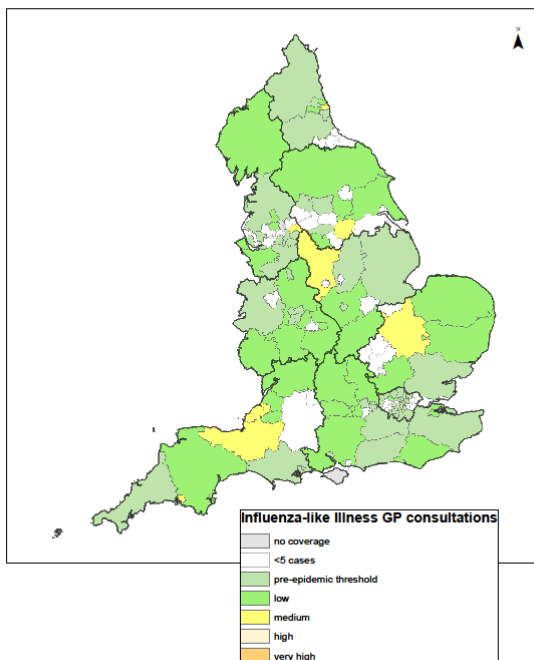 N
Influenza-like Illness GP consultations
no coverage
<5 cases
pre-epidemic threshold
low
medium
high
very high